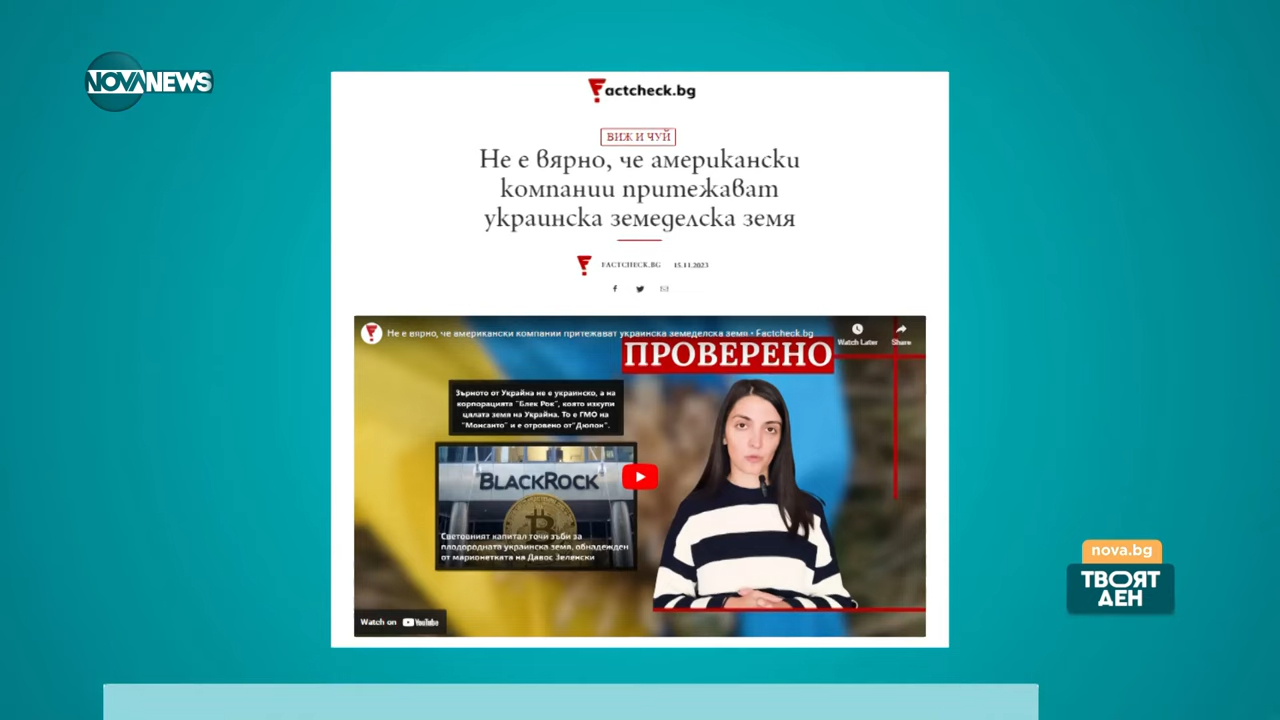 NOVANEWS
Factcheck.bg
ВИЖ И ЧУЙ
Не е вярно, че американски
компании притежават
украинска земеделска земя
FACTCHECK.BG 15.11.2023
Не е вярно, че американски компании притежават украинска земеделска земя • Factcheck.bg
Watch Later
Share
ПРОВЕРЕНО
Зърното от Украйна не е украинско, а на
корпорацията "Блек Рок", която изкупи
цялата земя на Украйна. То е ГМО на
"Монсанто" и е отровено от"Дюпон".
BLACKROCK
Световният капитал точи зъби за
плодородната украинска земя, обнадежден
от марионетката на Давос Зеленски
Watch on YouTube
nova.bg
ТВОЯТ
ДЕН